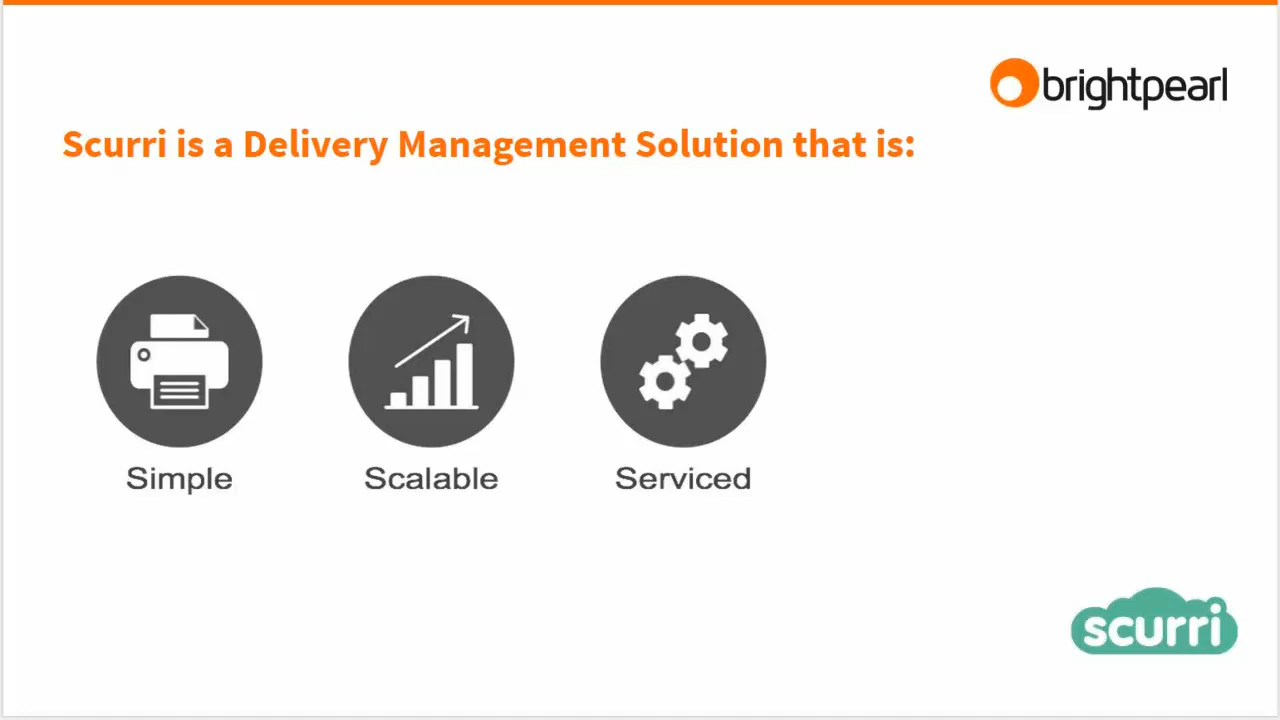 brightpearl
Scurri is a Delivery Management Solution that is:
Simple
Scalable
Serviced
scurri